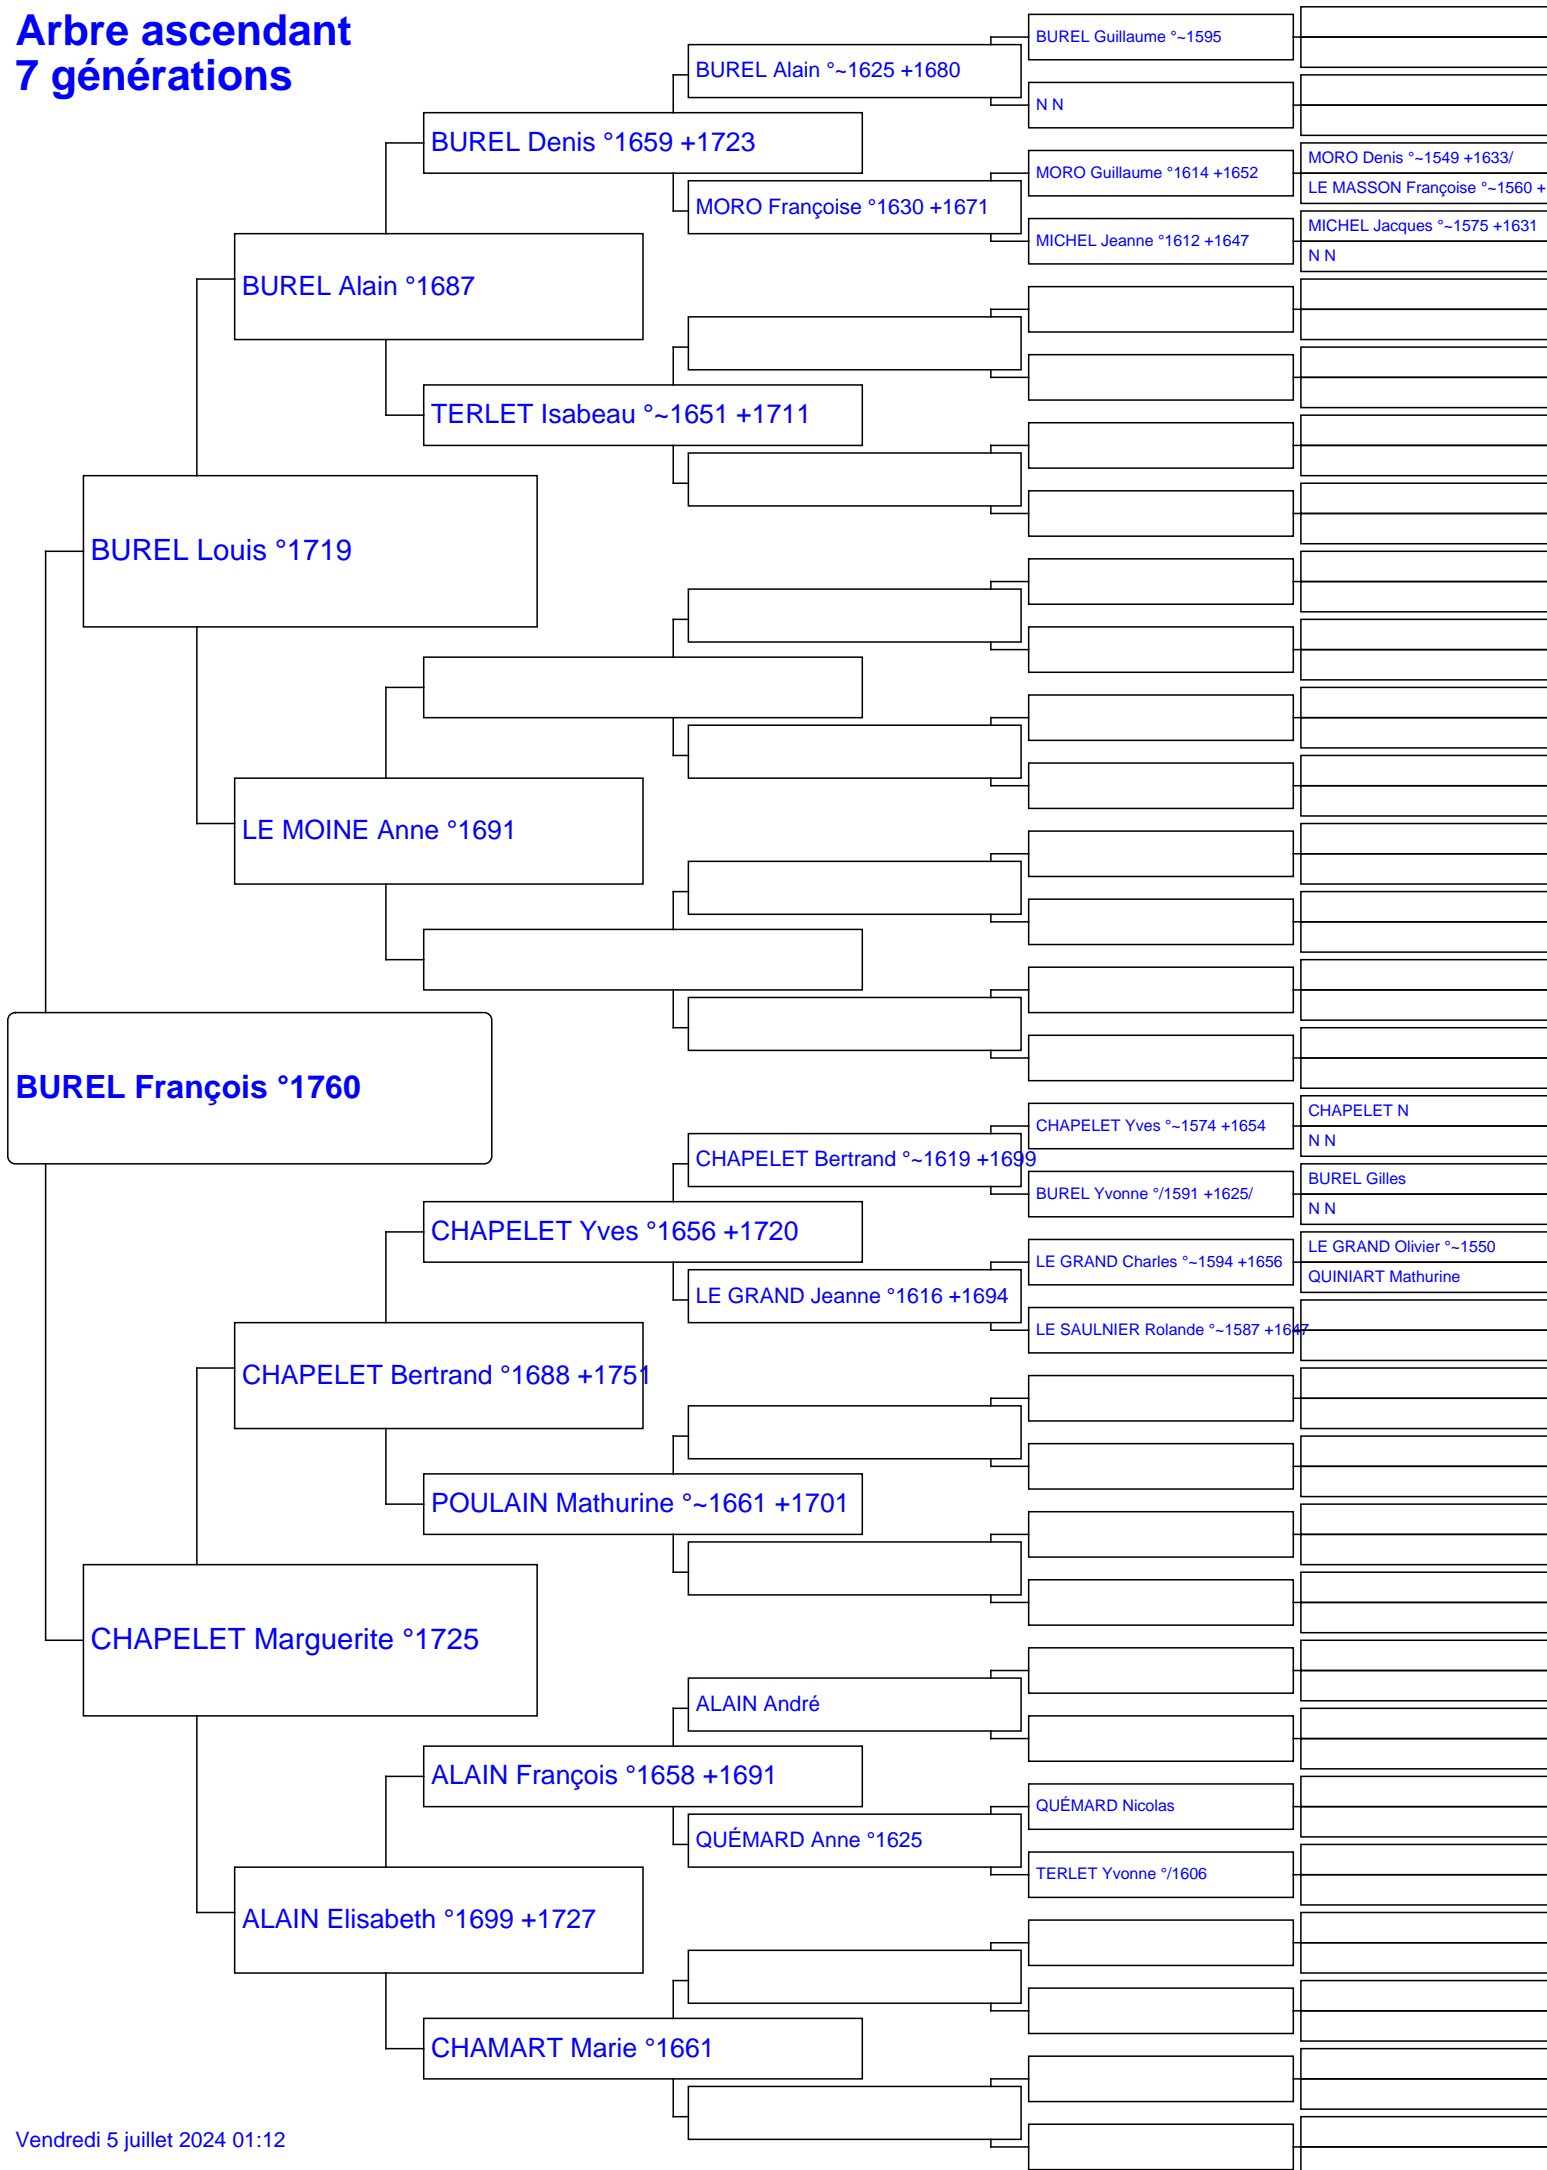 Arbre ascendant
7 générations
BUREL Guillaume °~1595
BUREL Alain °~1625 +1680
N N
BUREL Denis °1659 +1723
MORO Denis °~1549 +1633/
MORO Guillaume °1614 +1652
LE MASSON Françoise °~1560 +
MORO Françoise °1630 +1671
MICHEL Jacques °~1575 +1631
MICHEL Jeanne °1612 +1647
N N
BUREL Alain °1687
TERLET Isabeau °~1651 +1711
BUREL Louis °1719
LE MOINE Anne °1691
BUREL François °1760
CHAPELET N
CHAPELET Yves °~1574 +1654
N N
CHAPELET Bertrand °~1619 +1699
BUREL Gilles
BUREL Yvonne °/1591 +1625/
N N
CHAPELET Yves °1656 +1720
LE GRAND Olivier °~1550
LE GRAND Charles °~1594 +1656
QUINIART Mathurine
LE GRAND Jeanne °1616 +1694
LE SAULNIER Rolande °~1587 +1647
CHAPELET Bertrand °1688 +1751
POULAIN Mathurine °~1661 +1701
CHAPELET Marguerite °1725
ALAIN André
ALAIN François °1658 +1691
QUÉMARD Nicolas
QUÉMARD Anne °1625
TERLET Yvonne °/1606
ALAIN Elisabeth °1699 +1727
CHAMART Marie °1661
Vendredi 5 juillet 2024 01:12